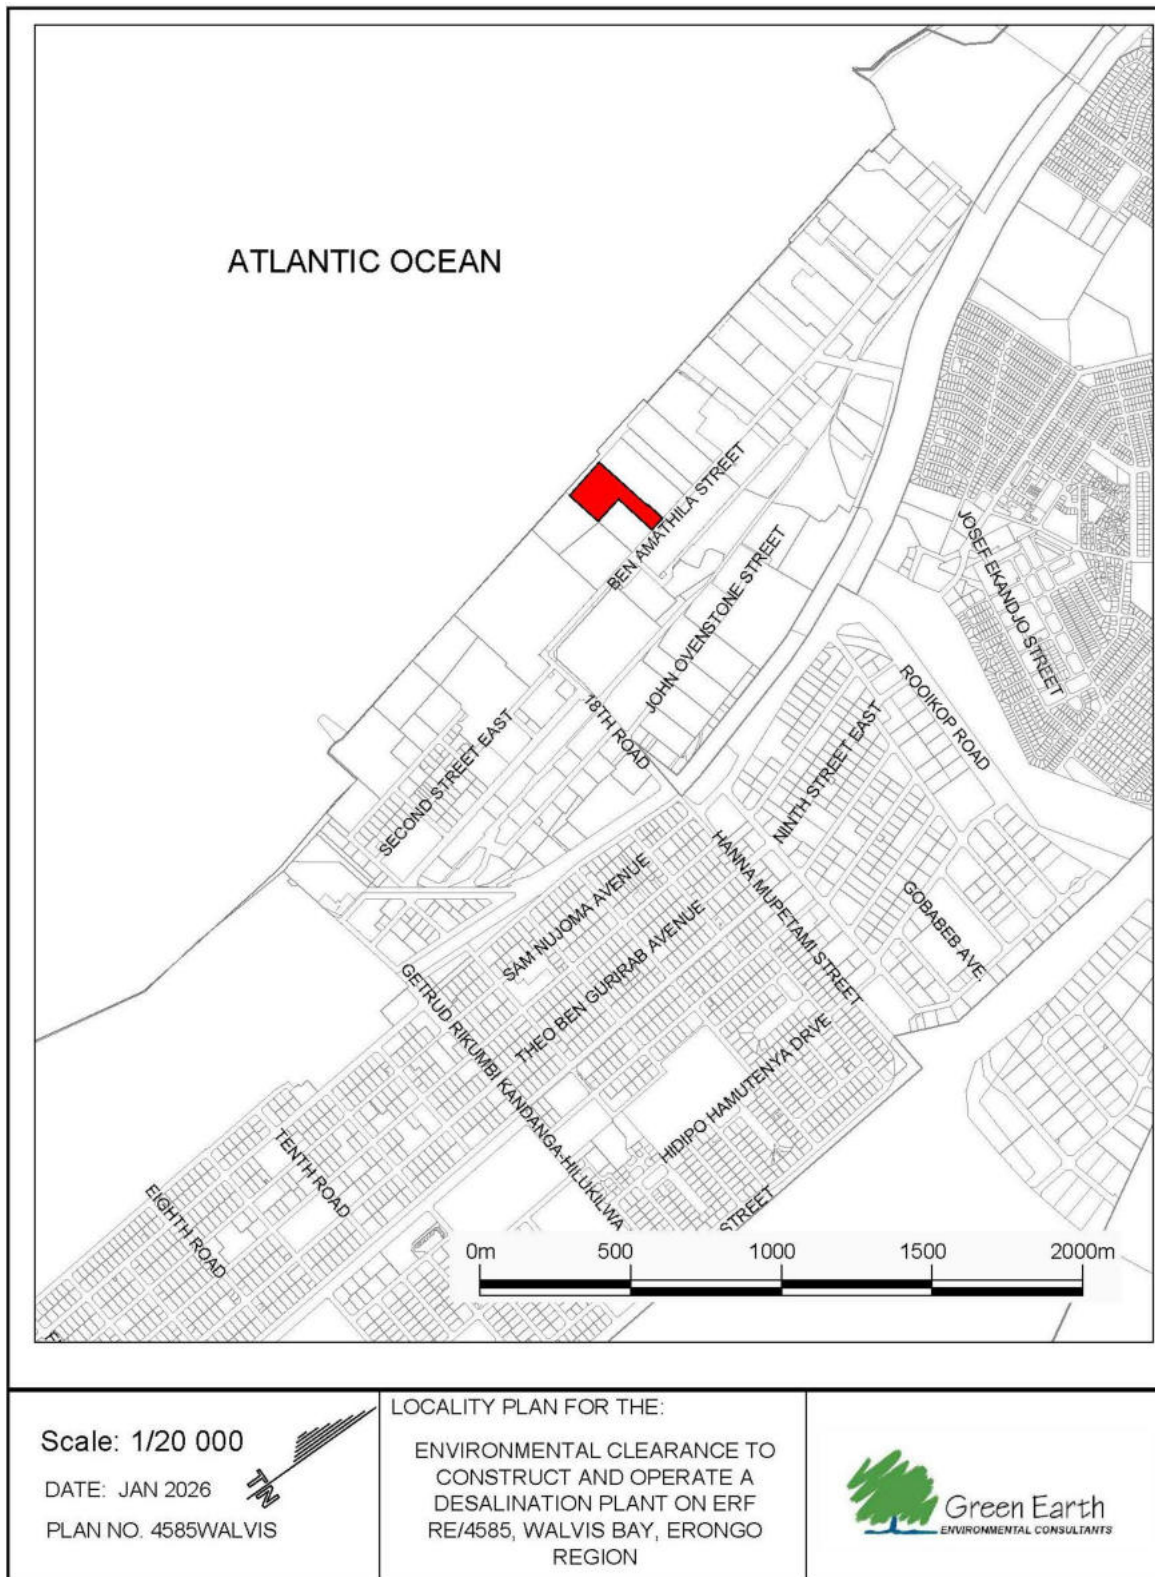 ATLANTIC OCEAN
BEN AMATHILA STREET
JOHN OVENSTONE STREET
JOSEF EKANDJO STREET
18TH ROAD
ROOIKOP ROAD
SECOND STREET EAST
NINTH STREET EAST
SAM NUJOMA AVENUE
HANNA MUPETAMI STREET
GOBABEB AVE.
THEO BEN GURIRAB AVENUE
GETRUD RIKUMBI KANDANGA-HILUKILWA
HIDIPO HAMUTENYA DRVE
TENTH ROAD
EIGHTH ROAD
STREET
0m 500 1000 1500 2000m
Scale: 1/20 000
DATE: JAN 2026
PLAN NO. 4585WALVIS
TN
LOCALITY PLAN FOR THE:
ENVIRONMENTAL CLEARANCE TO
CONSTRUCT AND OPERATE A
DESALINATION PLANT ON ERF
RE/4585, WALVIS BAY, ERONGO
REGION
Green Earth
ENVIRONMENTAL CONSULTANTS